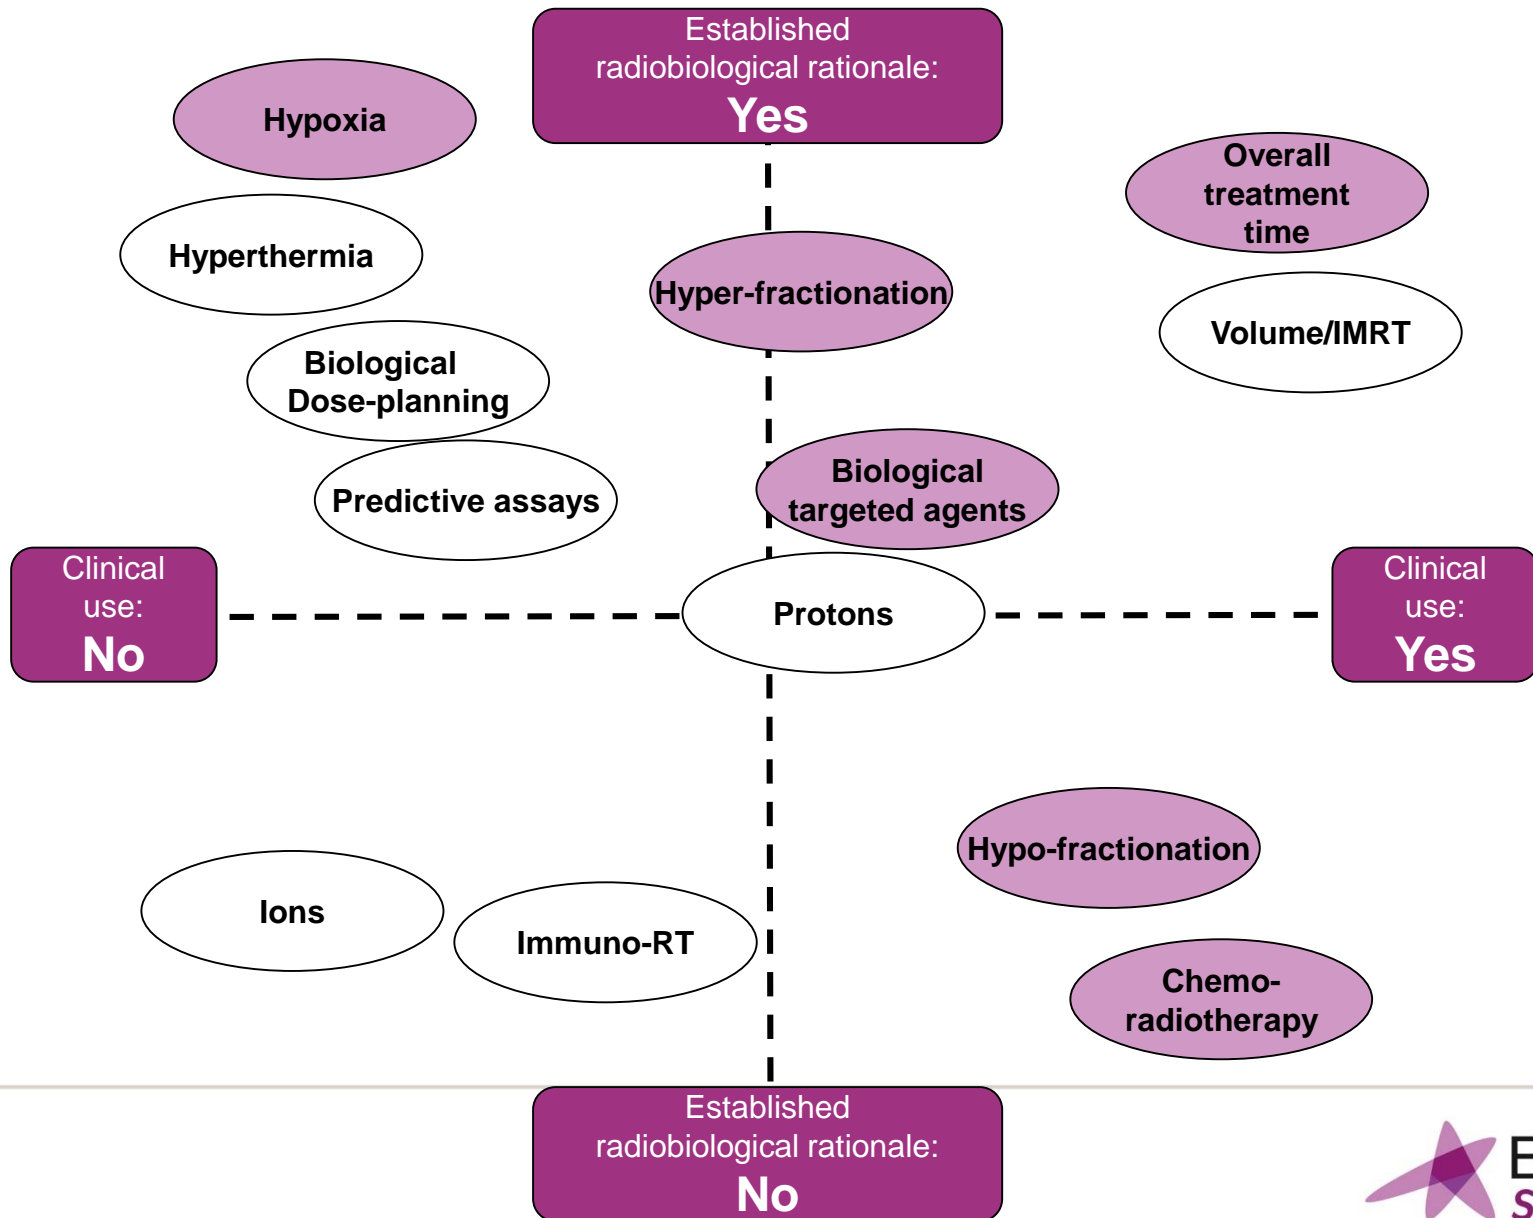 Established
radiobiological rationale:
Yes
Hypoxia
Overall
treatment
time
Hyperthermia
Hyper-fractionation
Volume/IMRT
Biological
Dose-planning
Predictive assays
Biological
targeted agents
Clinical
use:
No
Protons
Clinical
use:
Yes
Hypo-fractionation
Ions
Immuno-RT
Chemo-
radiotherapy
Established
radiobiological rationale:
No